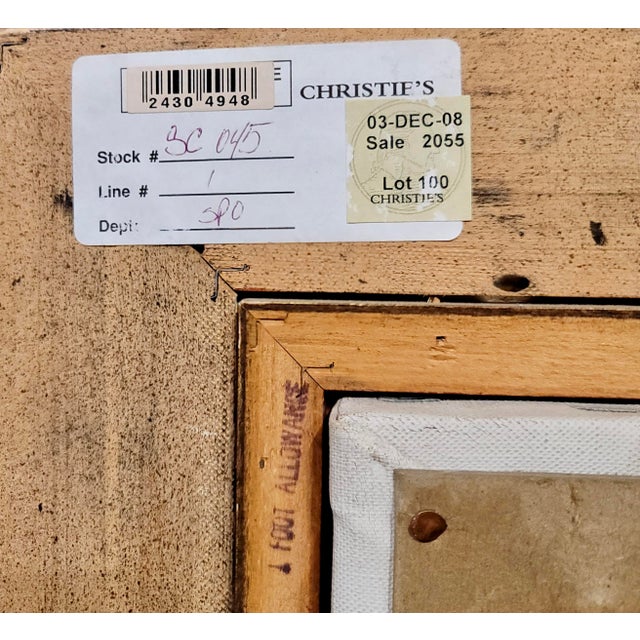 E
2430 4948
CHRISTIE'S
03-DEC-08
Sale 2055
Lot 100
CHRISTIE'S
Stock # 3C 045
Line # 1
Dept: SPO
1 FOOT ALLOWANCE